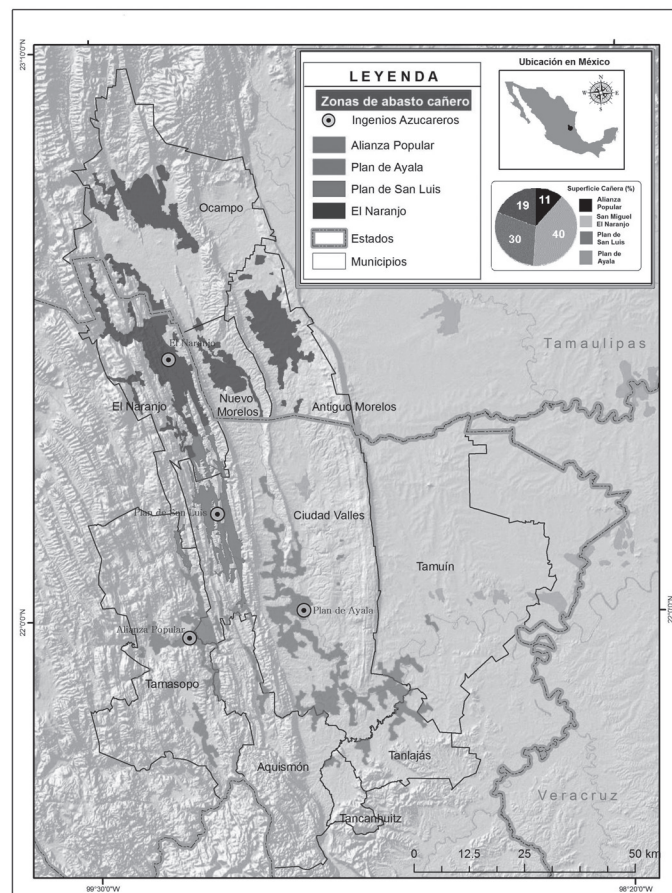 23°10'0"N
LEYENDA
Zonas de abasto cañero
Ingenios Azucareros
Alianza Popular
Plan de Ayala
Plan de San Luis
El Naranjo
Estados
Municipios
Ubicación en México
N
W
E
S
Superficie Cañera (%)
11
40
30
19
Alianza
Popular
San Miguel
El Naranjo
Plan de
San Luis
Plan de
Ayala
Ocampo
Tamaulipas
El Naranjo
El Naranjo
Nuevo
Morelos
Antiguo Morelos
Plan de San Luis
Ciudad Valles
Tamuín
22°0'0"N
Plan de Ayala
Alianza Popular
Tamasopo
Aquismón
Tanlajás
Veracruz
Tancanhuitz
0 12.5 25 50 km
99°30'0"W
98°20'0"W